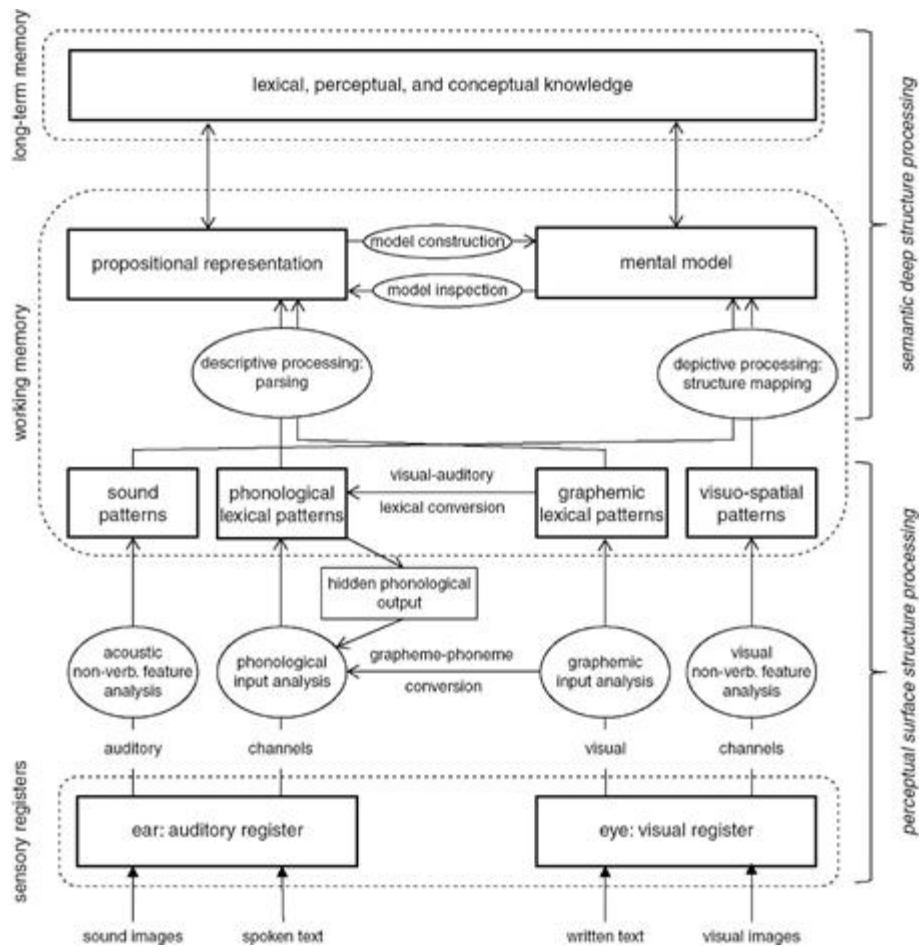 long-term memory
lexical, perceptual, and conceptual knowledge
semantic deep structure processing
working memory
propositional representation
model construction
model inspection
mental model
descriptive processing:
parsing
depictive processing:
structure mapping
sound
patterns
phonological
lexical patterns
visual-auditory
lexical conversion
graphemic
lexical patterns
visuo-spatial
patterns
hidden phonological
output
perceptual surface structure processing
acoustic
non-verb. feature
analysis
phonological
input analysis
grapheme-phoneme
conversion
graphemic
input analysis
visual
non-verb. feature
analysis
auditory
channels
visual
channels
sensory registers
ear: auditory register
eye: visual register
sound images
spoken text
written text
visual images